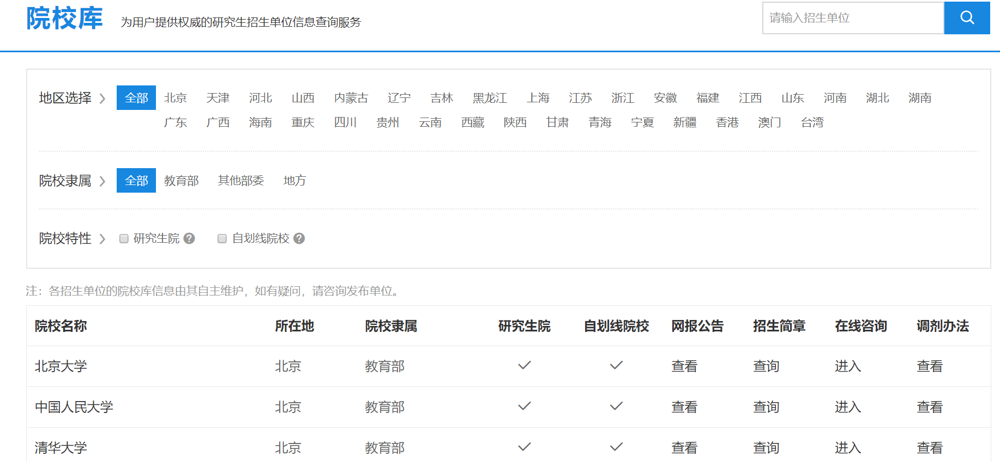 院校库 为用户提供权威的研究生招生单位信息查询服务 请输入招生单位
地区选择 全部 北京 天津 河北 山西 内蒙古 辽宁 吉林 黑龙江 上海 江苏 浙江 安徽 福建 江西 山东 河南 湖北 湖南
广东 广西 海南 重庆 四川 贵州 云南 西藏 陕西 甘肃 青海 宁夏 新疆 香港 澳门 台湾
院校隶属 全部 教育部 其他部委 地方
院校特性 研究生院 ? 自划线院校 ?
注：各招生单位的院校库信息由其自主维护，如有疑问，请咨询发布单位。
院校名称 所在地 院校隶属 研究生院 自划线院校 网报公告 招生简章 在线咨询 调剂办法
北京大学 北京 教育部 查看 查询 进入 查看
中国人民大学 北京 教育部 查看 查询 进入 查看
清华大学 北京 教育部 查看 查询 进入 查看